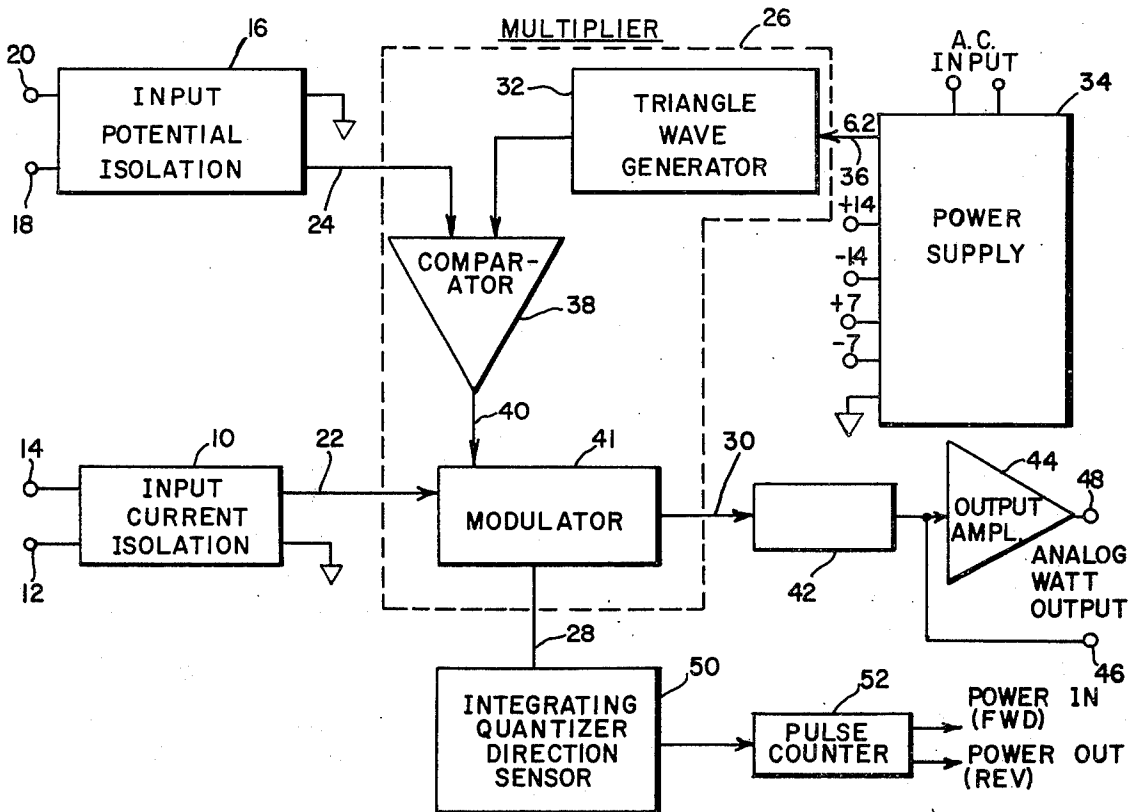 MULTIPLIER
26
16
20
INPUT
POTENTIAL
ISOLATION
18
24
32
TRIANGLE
WAVE
GENERATOR
A.C.
INPUT
34
6.2
36
+14
-14
+7
-7
POWER
SUPPLY
COMPAR-
ATOR
38
40
14
10
22
INPUT
CURRENT
ISOLATION
12
41
MODULATOR
30
42
44
OUTPUT
AMPL.
48
ANALOG
WATT
OUTPUT
46
28
50
INTEGRATING
QUANTIZER
DIRECTION
SENSOR
52
PULSE
COUNTER
POWER IN
(FWD)
POWER OUT
(REV)